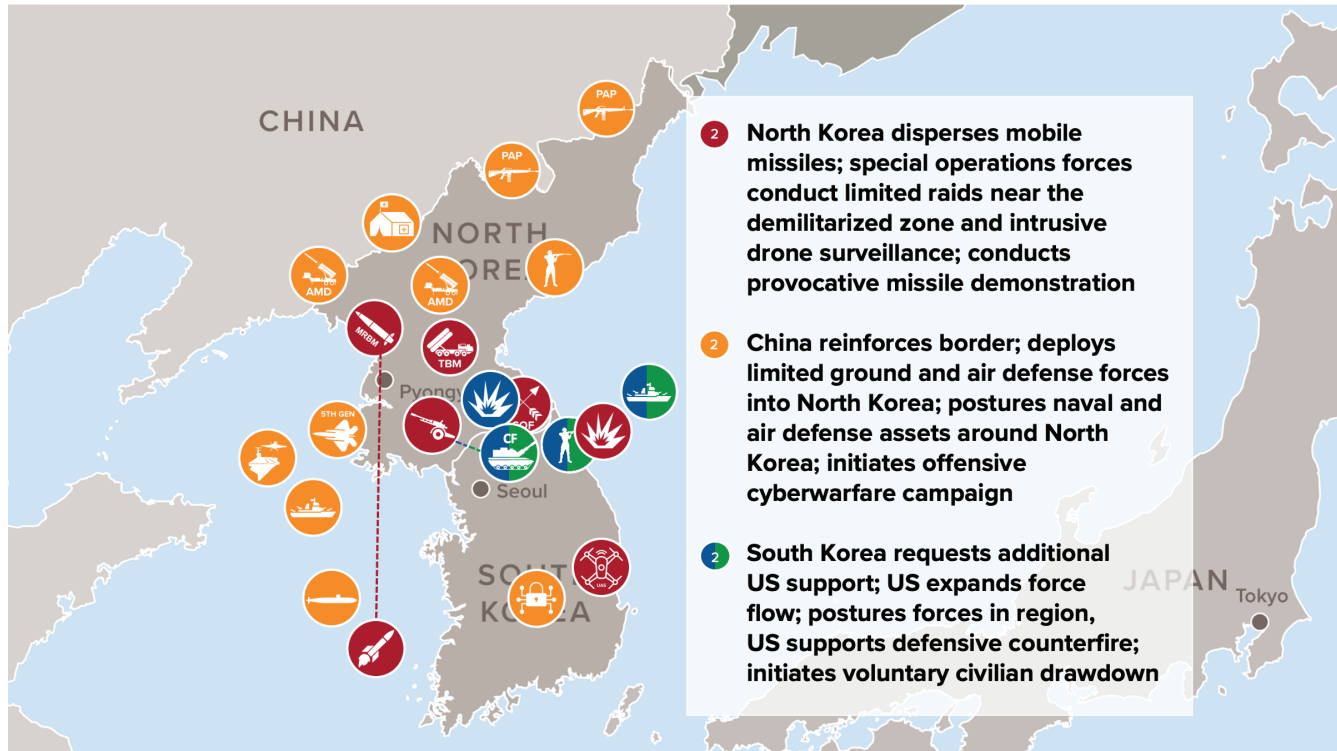 CHINA
PAP
PAP
NORTH
KOREA
AMD
AMD
MRBM
TBM
Pyongy
SOF
5TH GEN
CF
Seoul
SOUTH
KOREA
UAS
JAPAN
Tokyo
2
North Korea disperses mobile
missiles; special operations forces
conduct limited raids near the
demilitarized zone and intrusive
drone surveillance; conducts
provocative missile demonstration
2
China reinforces border; deploys
limited ground and air defense forces
into North Korea; postures naval and
air defense assets around North
Korea; initiates offensive
cyberwarfare campaign
2
South Korea requests additional
US support; US expands force
flow; postures forces in region,
US supports defensive counterfire;
initiates voluntary civilian drawdown